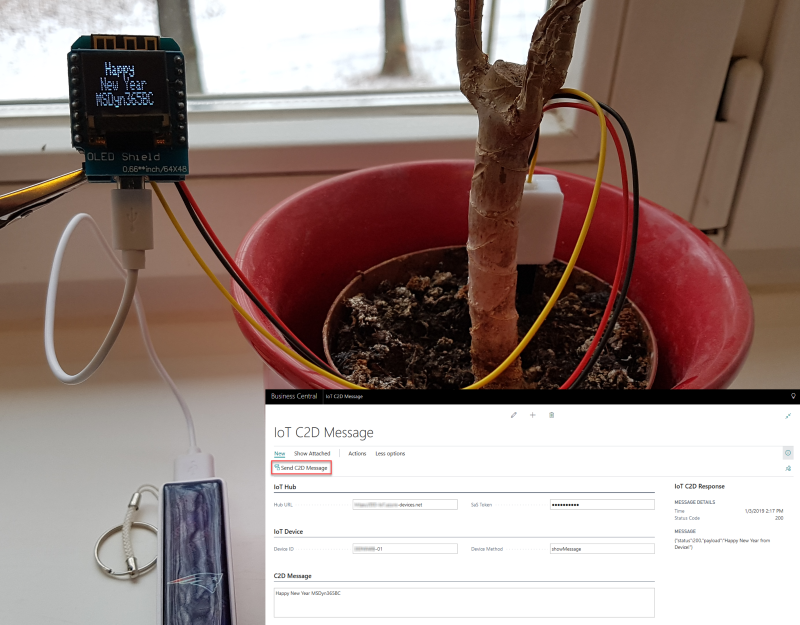 Happy
New Year
MSDyn365BC
OLED Shield
0.66**inch/64X48
Business Central IoT C2D Message
IoT C2D Message
New Show Attached Actions Less options
Send C2D Message
IoT Hub
Hub URL devices.net SaS Token ••••••••••
IoT Device
Device ID -01 Device Method showMessage
C2D Message
Happy New Year MSDyn365BC
IoT C2D Response
MESSAGE DETAILS
Time 1/3/2019 2:17 PM
Status Code 200
MESSAGE
{"status":200,"payload":"Happy New Year from
Device!"}